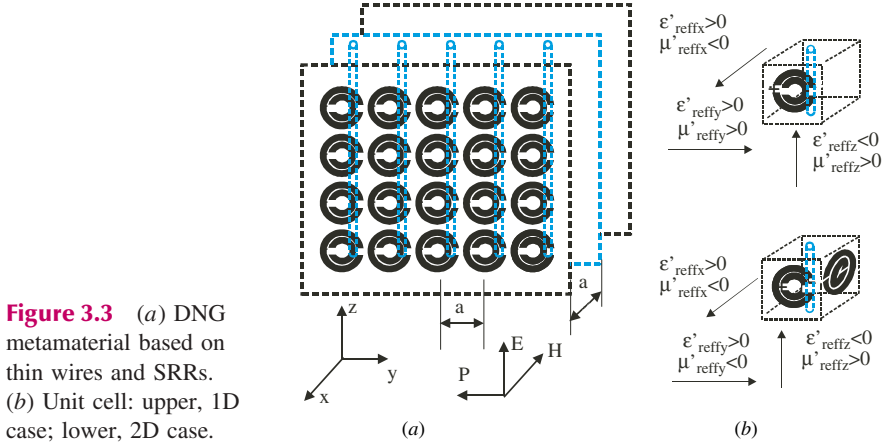 Figure 3.3 (a) DNG
metamaterial based on
thin wires and SRRs.
(b) Unit cell: upper, 1D
case; lower, 2D case.
a
a
z
y
x
E
H
P
(a)
ε'reffx>0
μ'reffx<0
ε'reffy>0
μ'reffy>0
ε'reffz<0
μ'reffz>0
ε'reffx>0
μ'reffx<0
ε'reffy>0
μ'reffy<0
ε'reffz<0
μ'reffz>0
(b)